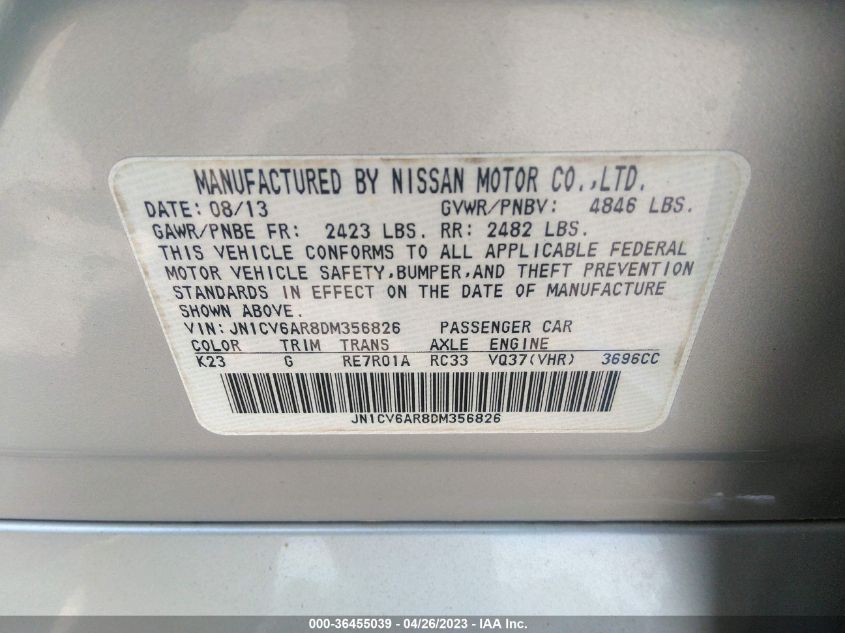 MANUFACTURED BY NISSAN MOTOR CO.,LTD.
DATE: 08/13 GVWR/PNBV: 4846 LBS.
GAWR/PNBE FR: 2423 LBS. RR: 2482 LBS.
THIS VEHICLE CONFORMS TO ALL APPLICABLE FEDERAL
MOTOR VEHICLE SAFETY,BUMPER,AND THEFT PREVENTION
STANDARDS IN EFFECT ON THE DATE OF MANUFACTURE
SHOWN ABOVE.
VIN: JN1CV6AR8DM356826 PASSENGER CAR
COLOR TRIM TRANS AXLE ENGINE
K23 G RE7R01A RC33 VQ37(VHR) 3696CC
JN1CV6AR8DM356826
000-36455039 - 04/26/2023 - IAA Inc.